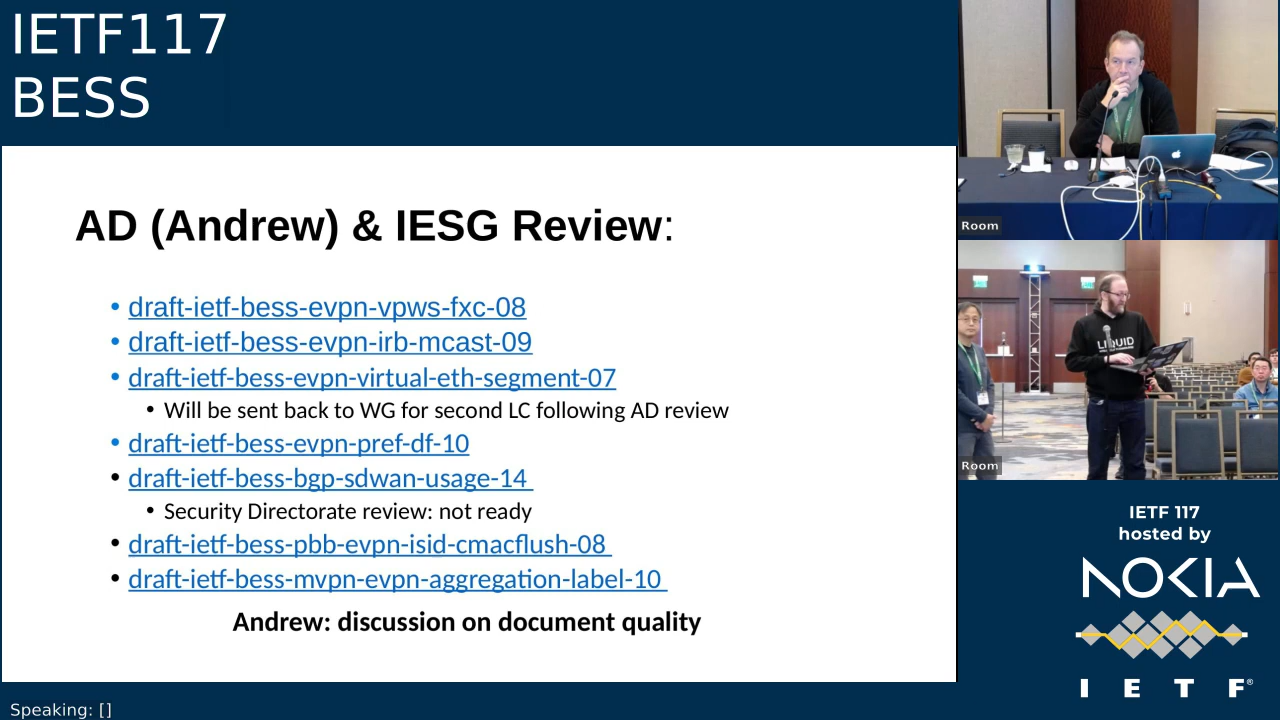 IETF117
BESS
AD (Andrew) & IESG Review:
• draft-ietf-bess-evpn-vpws-fxc-08
• draft-ietf-bess-evpn-irb-mcast-09
• draft-ietf-bess-evpn-virtual-eth-segment-07
• Will be sent back to WG for second LC following AD review
• draft-ietf-bess-evpn-pref-df-10
• draft-ietf-bess-bgp-sdwan-usage-14
• Security Directorate review: not ready
• draft-ietf-bess-pbb-evpn-isid-cmacflush-08
• draft-ietf-bess-mvpn-evpn-aggregation-label-10
Andrew: discussion on document quality
Speaking: []
Room
LIQUID
Room
IETF 117
hosted by
NOKIA
I E T F®